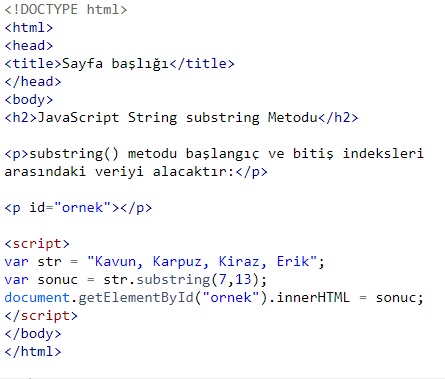 <!DOCTYPE html>
<html>
<head>
<title>Sayfa başlığı</title>
</head>
<body>
<h2>JavaScript String substring Metodu</h2>
<p>substring() metodu başlangıç ve bitiş indeksleri
arasındaki veriyi alacaktır:</p>
<p id="ornek"></p>
<script>
var str = "Kavun, Karpuz, Kiraz, Erik";
var sonuc = str.substring(7,13);
document.getElementById("ornek").innerHTML = sonuc;
</script>
</body>
</html>